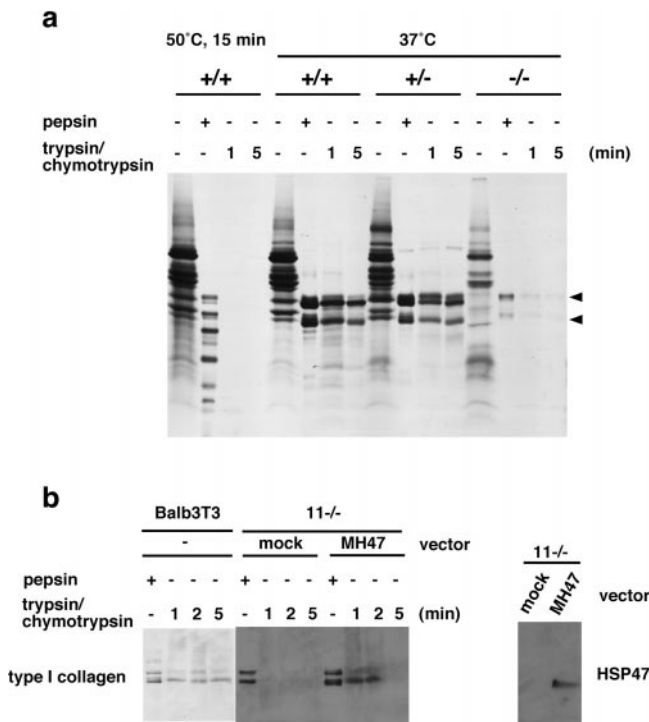 a
50°C, 15 min 37°C
+/+ +/+ +/- -/-
pepsin - + - - - + - - - + - - - + - -
trypsin/
chymotrypsin - - 1 5 - - 1 5 - - 1 5 - - 1 5 (min)
b
Balb3T3 11-/-
- mock MH47 vector
pepsin + - - - + - - - + - - -
trypsin/
chymotrypsin - 1 2 5 - 1 2 5 - 1 2 5 (min)
type I collagen
11-/-
mock MH47 vector
HSP47